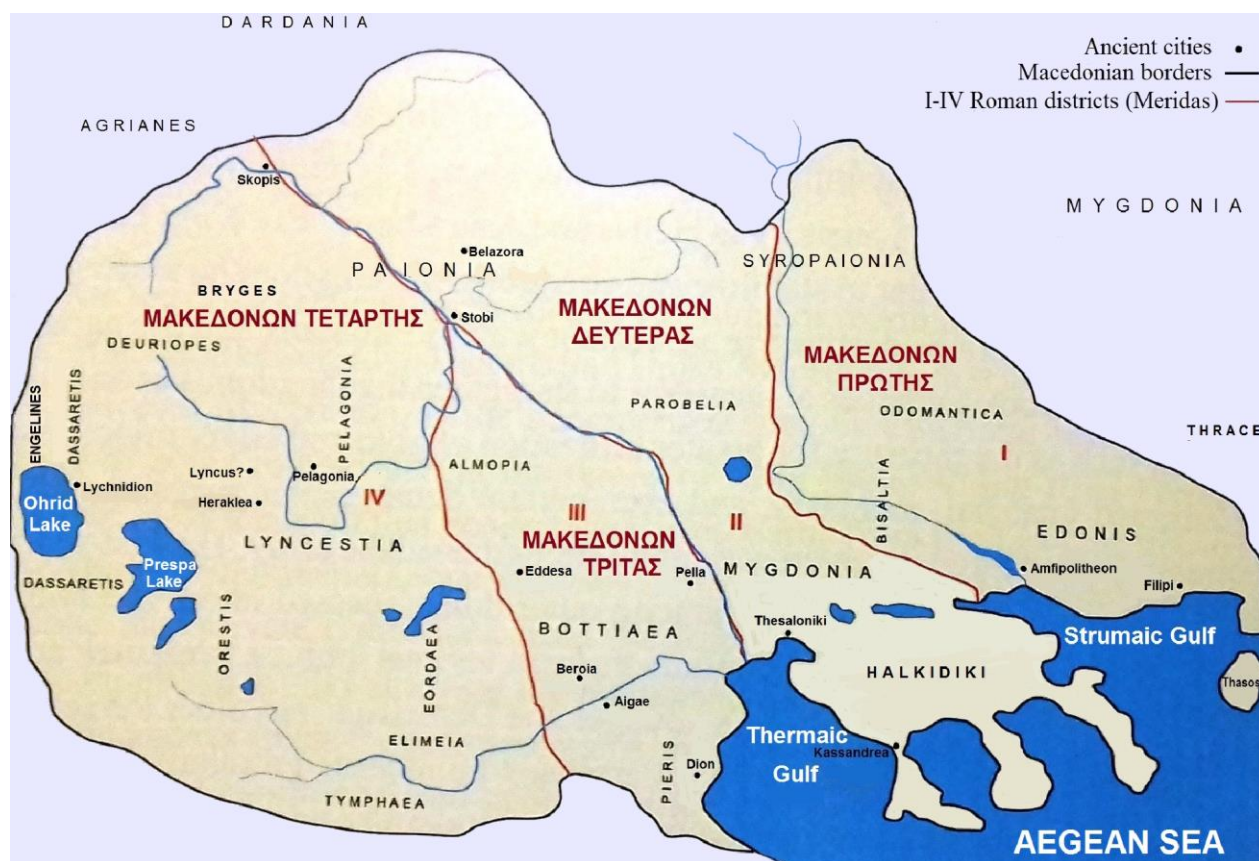 DARDANIA
Ancient cities
Macedonian borders
I-IV Roman districts (Meridas)
AGRIANES
Skopis
MYGDONIA
Belazora
PAIONIA
SYROPAIONIA
BRYGES
ΜΑΚΕΔΟΝΩΝ ΤΕΤΑΡΤΗΣ
Stobi
ΜΑΚΕΔΟΝΩΝ
ΔΕΥΤΕΡΑΣ
DEURIOPES
ΜΑΚΕΔΟΝΩΝ
ΠΡΩΤΗΣ
ENGELINES
DASSARETIS
PELAGONIA
PAROBELIA
ODOMANTICA
THRACE
I
Lyncus?
Pelagonia
ALMOPIA
Lychnidion
Heraklea
IV
III
II
BISALTIA
Ohrid
Lake
LYNCESTIA
ΜΑΚΕΔΟΝΩΝ
ΤΡΙΤΑΣ
EDONIS
Prespa
Lake
DASSARETIS
Eddesa
Pella
MYGDONIA
Amfipolitheon
Filipi
ORESTIS
EORDAEA
BOTTIAEA
Thesaloniki
Strumaic Gulf
Beroia
HALKIDIKI
Thasos
Aigae
ELIMEIA
Thermaic
Gulf
Kassandrea
PIERIS
Dion
TYMPHAEA
AEGEAN SEA